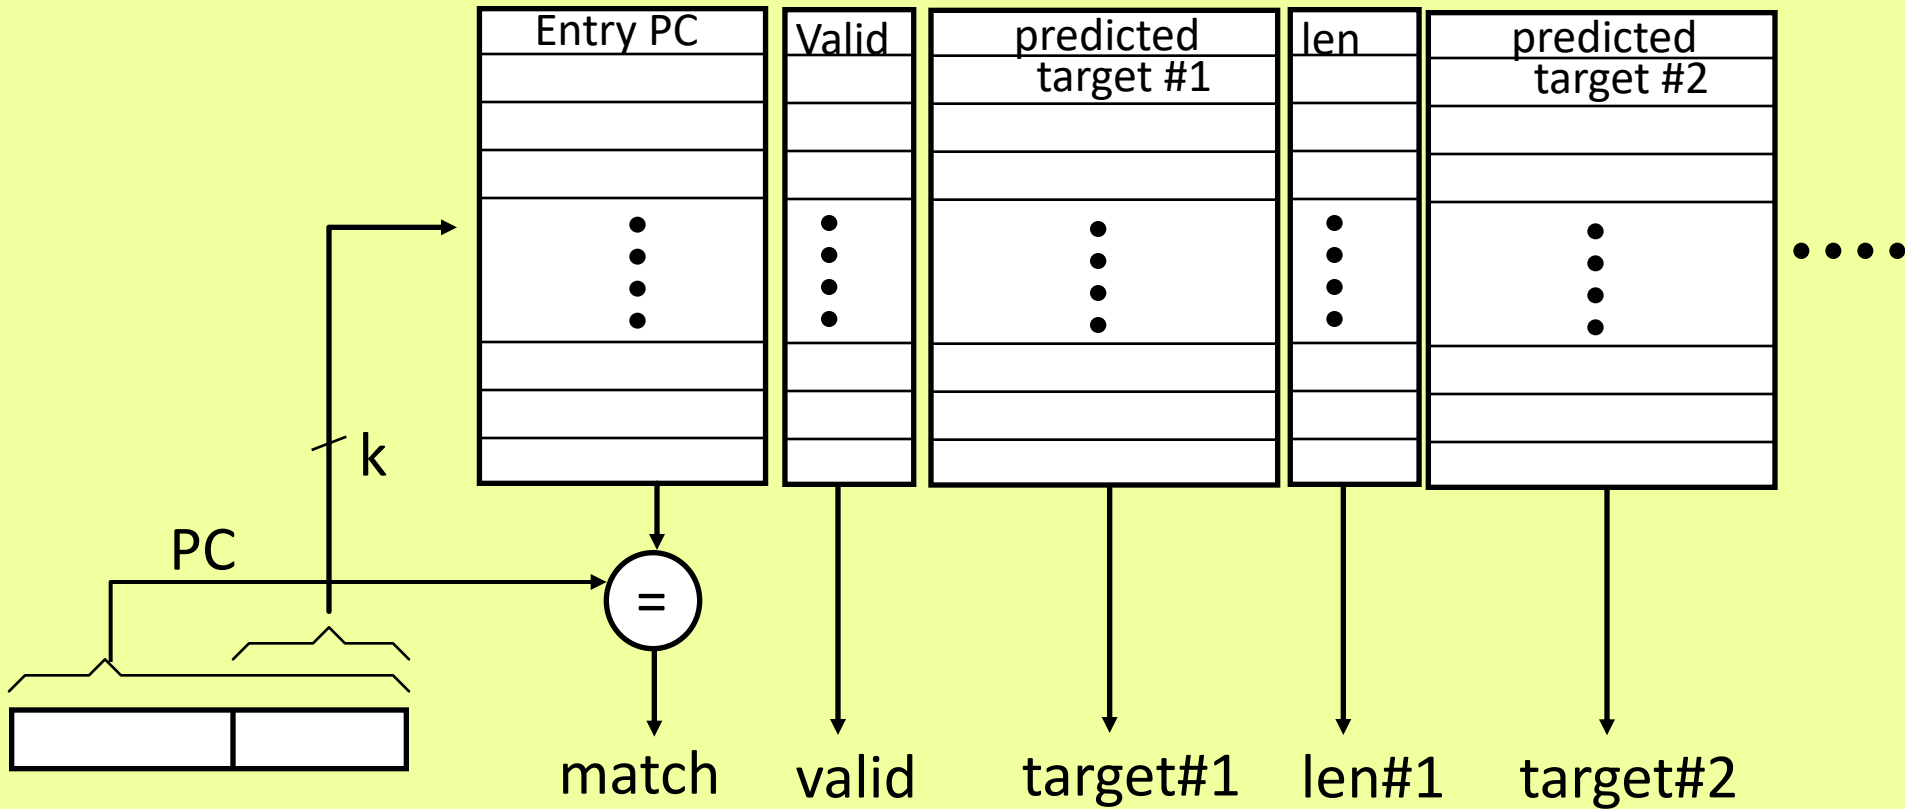 Entry PC
Valid
predicted
target #1
len
predicted
target #2
k
PC
=
match
valid
target#1
len#1
target#2